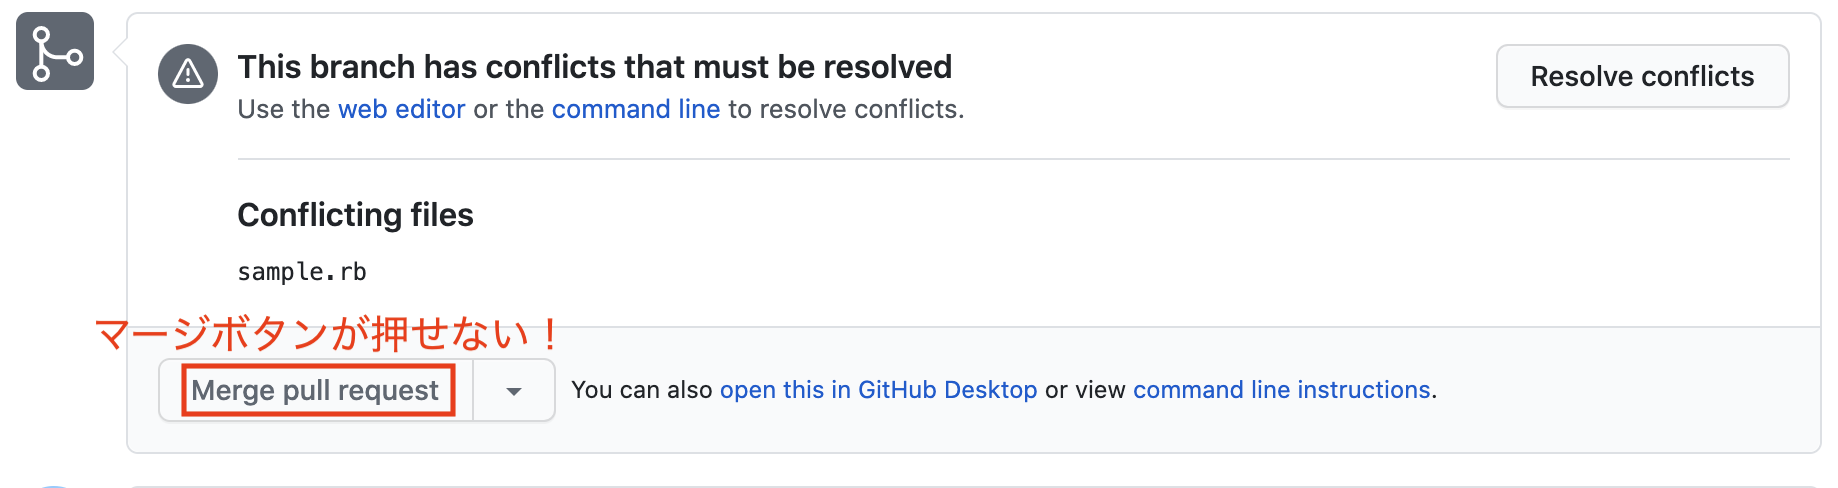 This branch has conflicts that must be resolved
Resolve conflicts
Use the web editor or the command line to resolve conflicts.
Conflicting files
sample.rb
マージボタンが押せない！
Merge pull request
You can also open this in GitHub Desktop or view command line instructions.